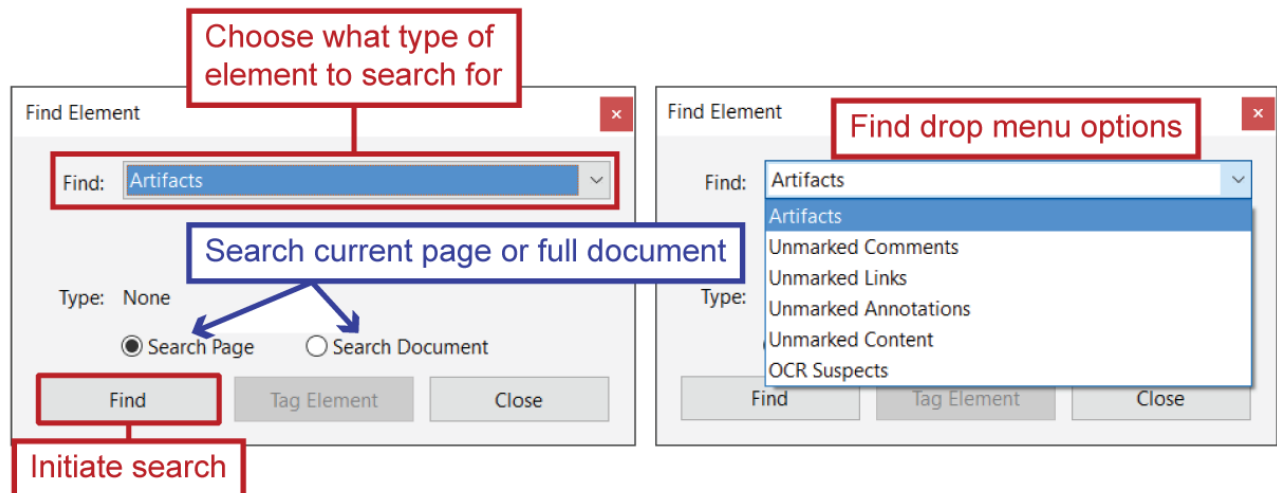 Choose what type of
element to search for
Find Element
×
Find: Artifacts
Search current page or full document
Type: None
Search Page Search Document
Find Tag Element Close
Initiate search
Find Element
×
Find drop menu options
Find: Artifacts
Artifacts
Unmarked Comments
Unmarked Links
Type:
Unmarked Annotations
Unmarked Content
OCR Suspects
Find Tag Element Close